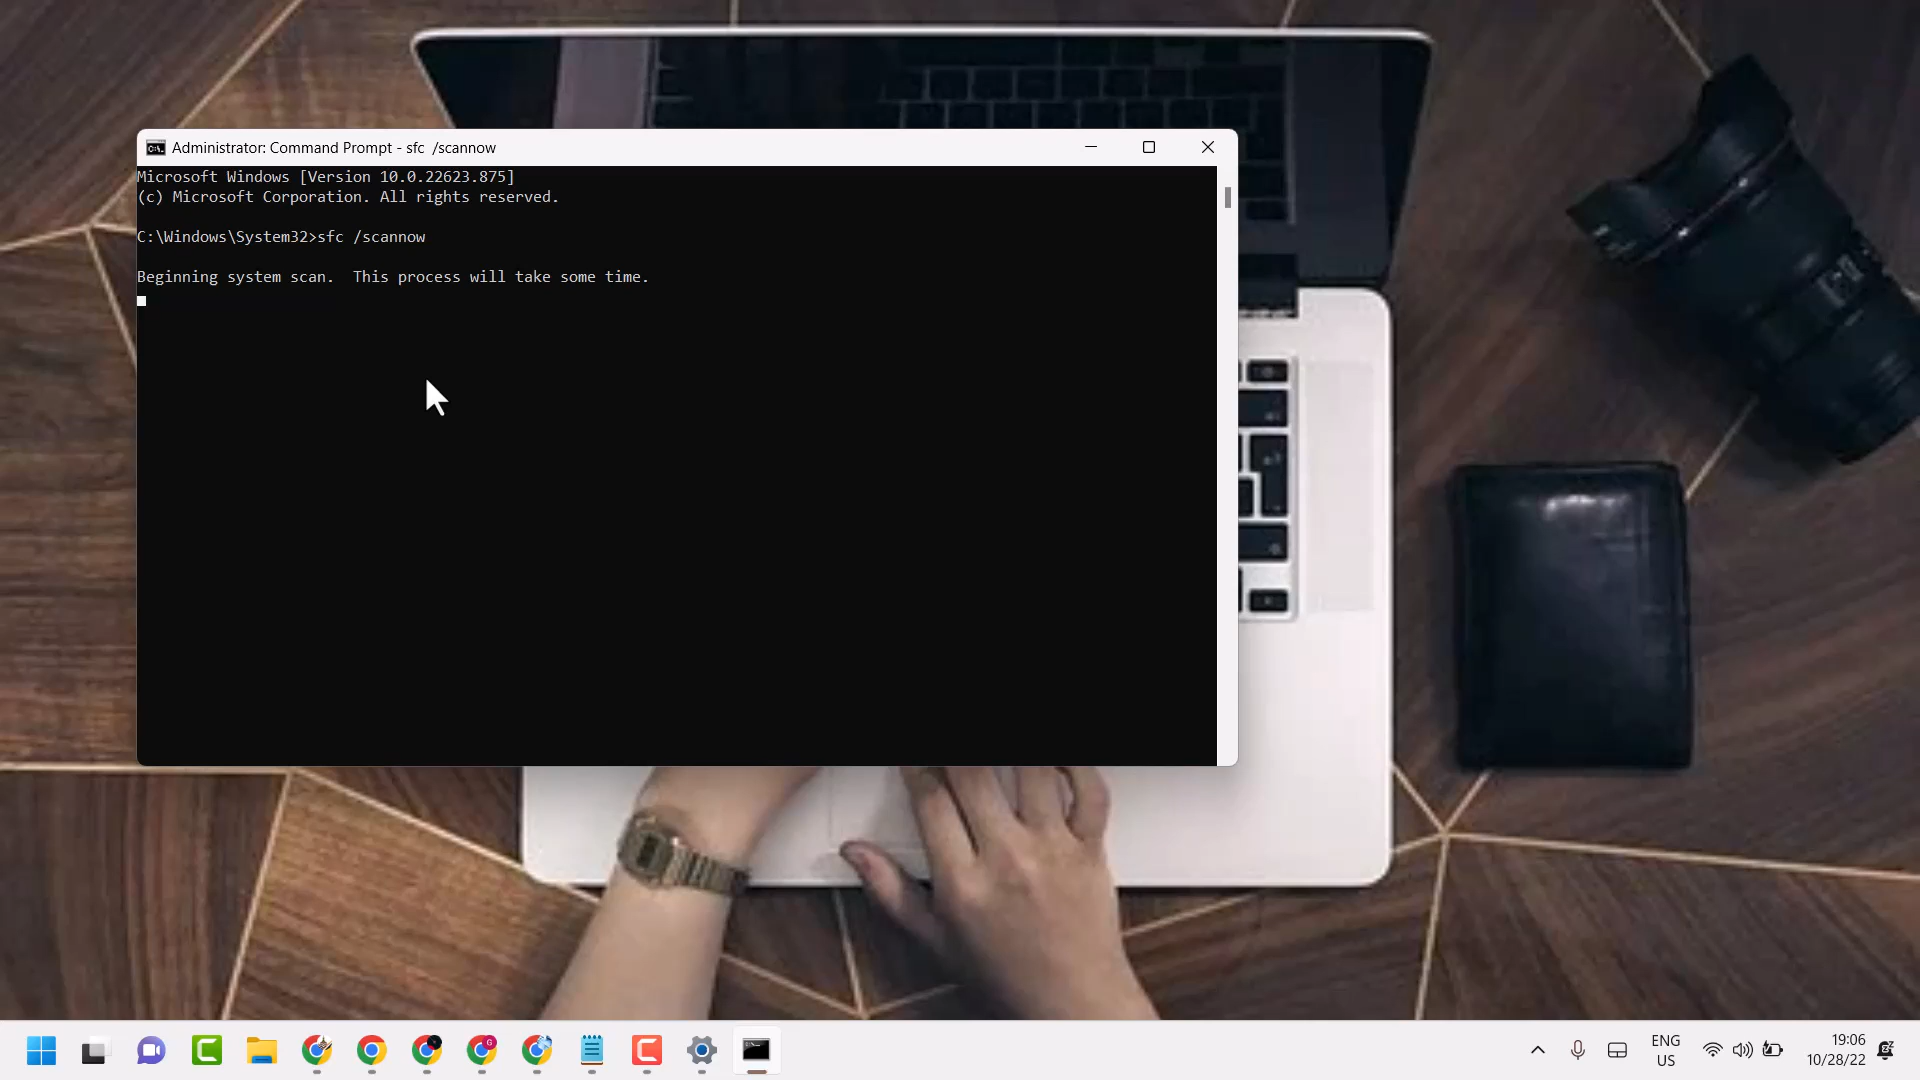 Administrator: Command Prompt - sfc  /scannow
Microsoft Windows [Version 10.0.22623.875]
(c) Microsoft Corporation. All rights reserved.
C:\Windows\System32>sfc /scannow
Beginning system scan.  This process will take some time.
ENG
US
19:06
10/28/22